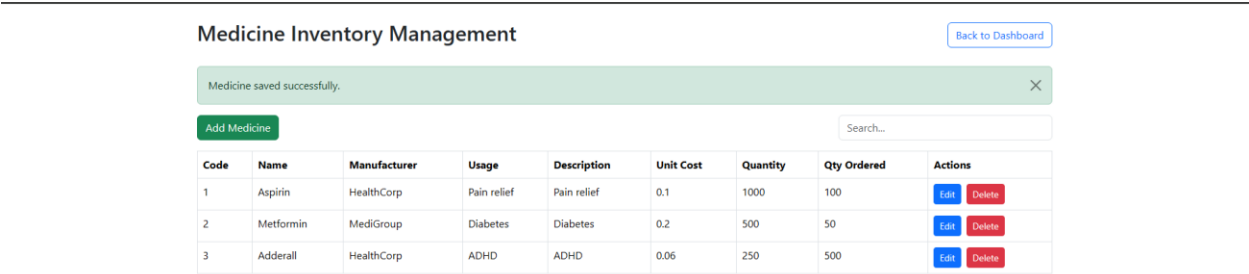 Medicine Inventory Management
Back to Dashboard
Medicine saved successfully.
Add Medicine
Search...
Code Name Manufacturer Usage Description Unit Cost Quantity Qty Ordered Actions
1 Aspirin HealthCorp Pain relief Pain relief 0.1 1000 100 Edit Delete
2 Metformin MediGroup Diabetes Diabetes 0.2 500 50 Edit Delete
3 Adderall HealthCorp ADHD ADHD 0.06 250 500 Edit Delete